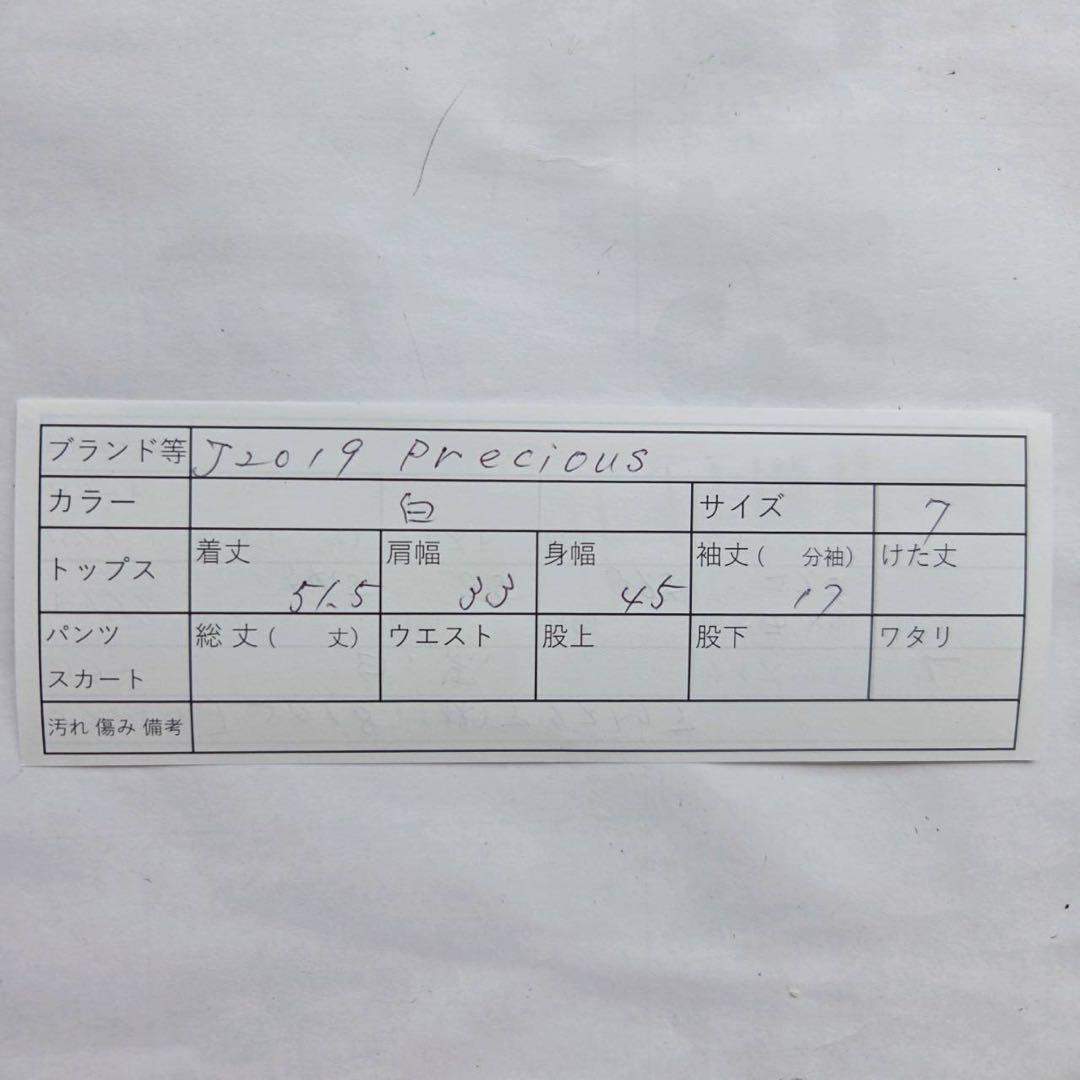 ブランド等 J2019 Precious
カラー 白 サイズ 7
トップス 着丈 51.5 肩幅 33 身幅 45 袖丈(　分袖) 17 けた丈
パンツ 総丈(　丈) ウエスト 股上 股下 ワタリ
スカート
汚れ 傷み 備考